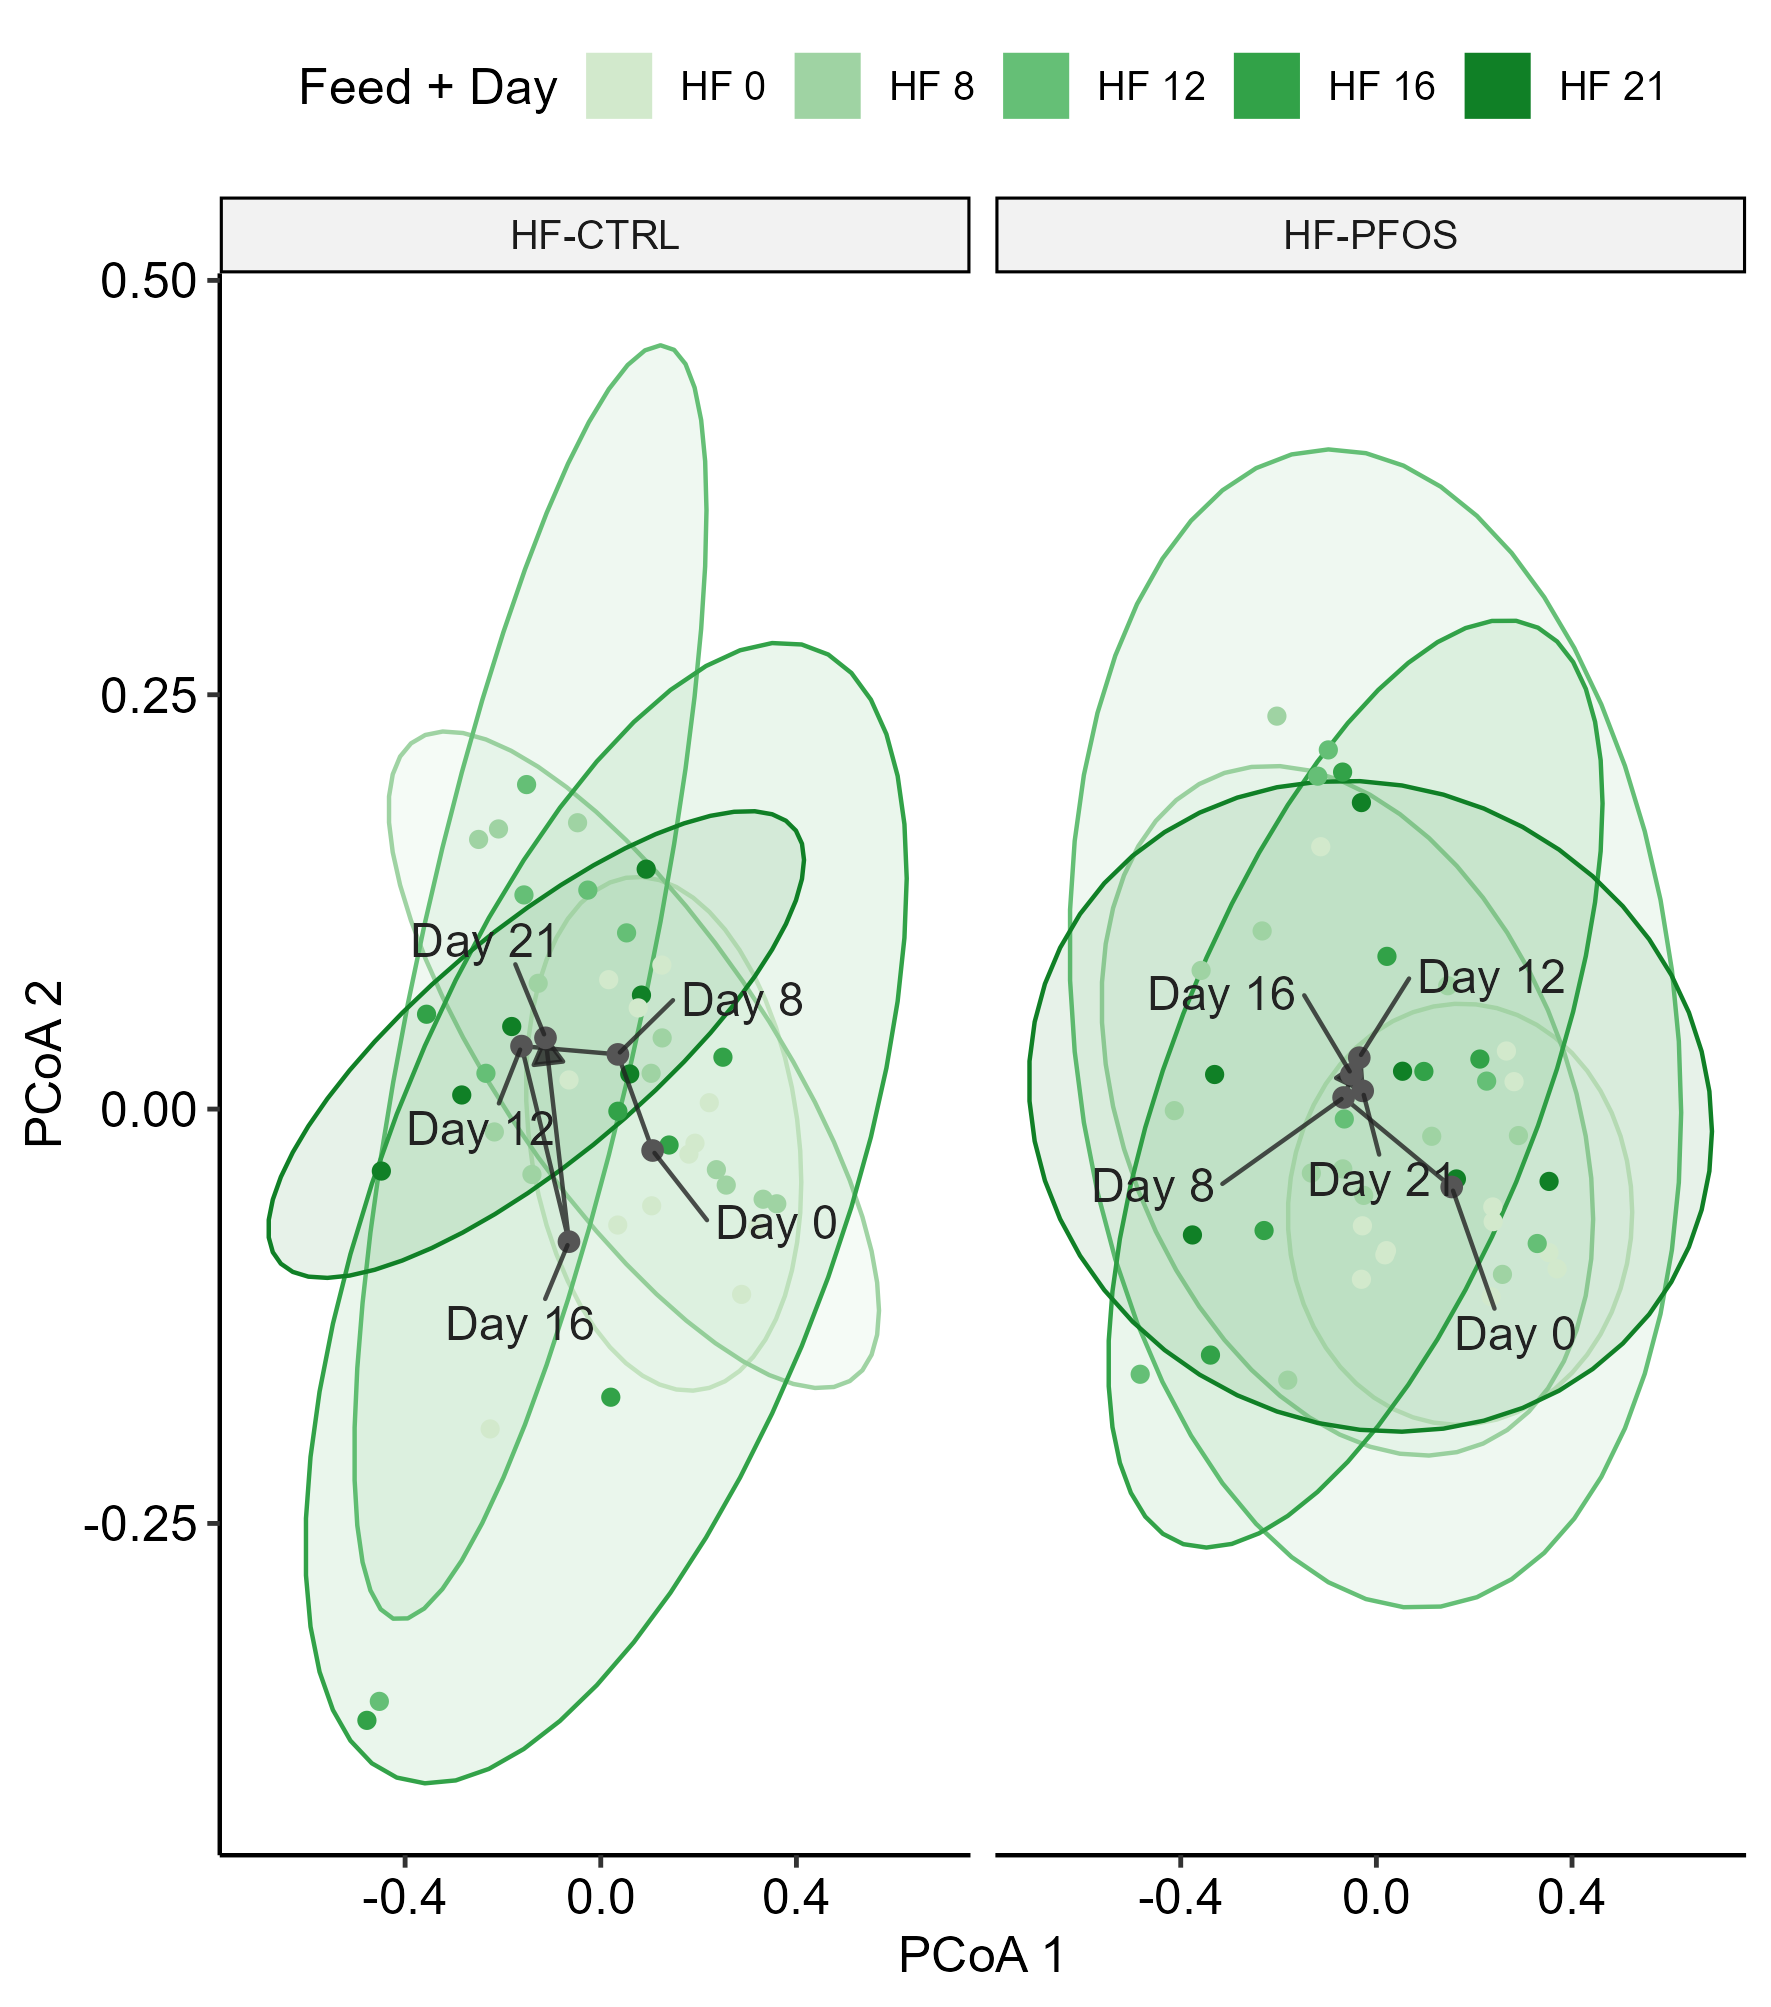 Feed + Day HF 0 HF 8 HF 12 HF 16 HF 21
HF-CTRL HF-PFOS
0.50
0.25
0.00
-0.25
PCoA 2
Day 21
Day 8
Day 12
Day 0
Day 16
Day 12
Day 16
Day 21
Day 8
Day 0
-0.4 0.0 0.4 -0.4 0.0 0.4
PCoA 1